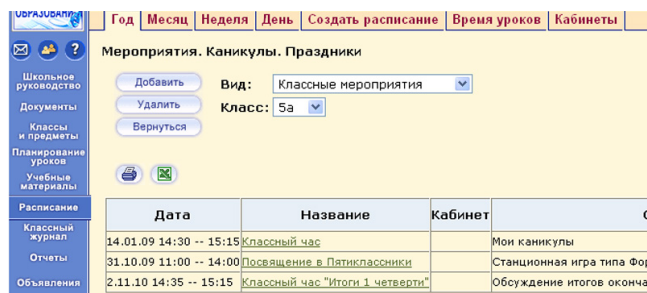 ОБРАЗОВАНИ
Год Месяц Неделя День Создать расписание Время уроков Кабинеты
Мероприятия. Каникулы. Праздники
Школьное
руководство
Документы
Классы
и предметы
Планирование
уроков
Учебные
материалы
Расписание
Классный
журнал
Отчеты
Объявления
Добавить Вид: Классные мероприятия
Удалить Класс: 5а
Вернуться
Дата Название Кабинет
14.01.09 14:30 -- 15:15 Классный час Мои каникулы
31.10.09 11:00 -- 14:00 Посвящение в Пятиклассники Станционная игра типа Фор
2.11.10 14:35 -- 15:15 Классный час "Итоги 1 четверти" Обсуждение итогов оконча